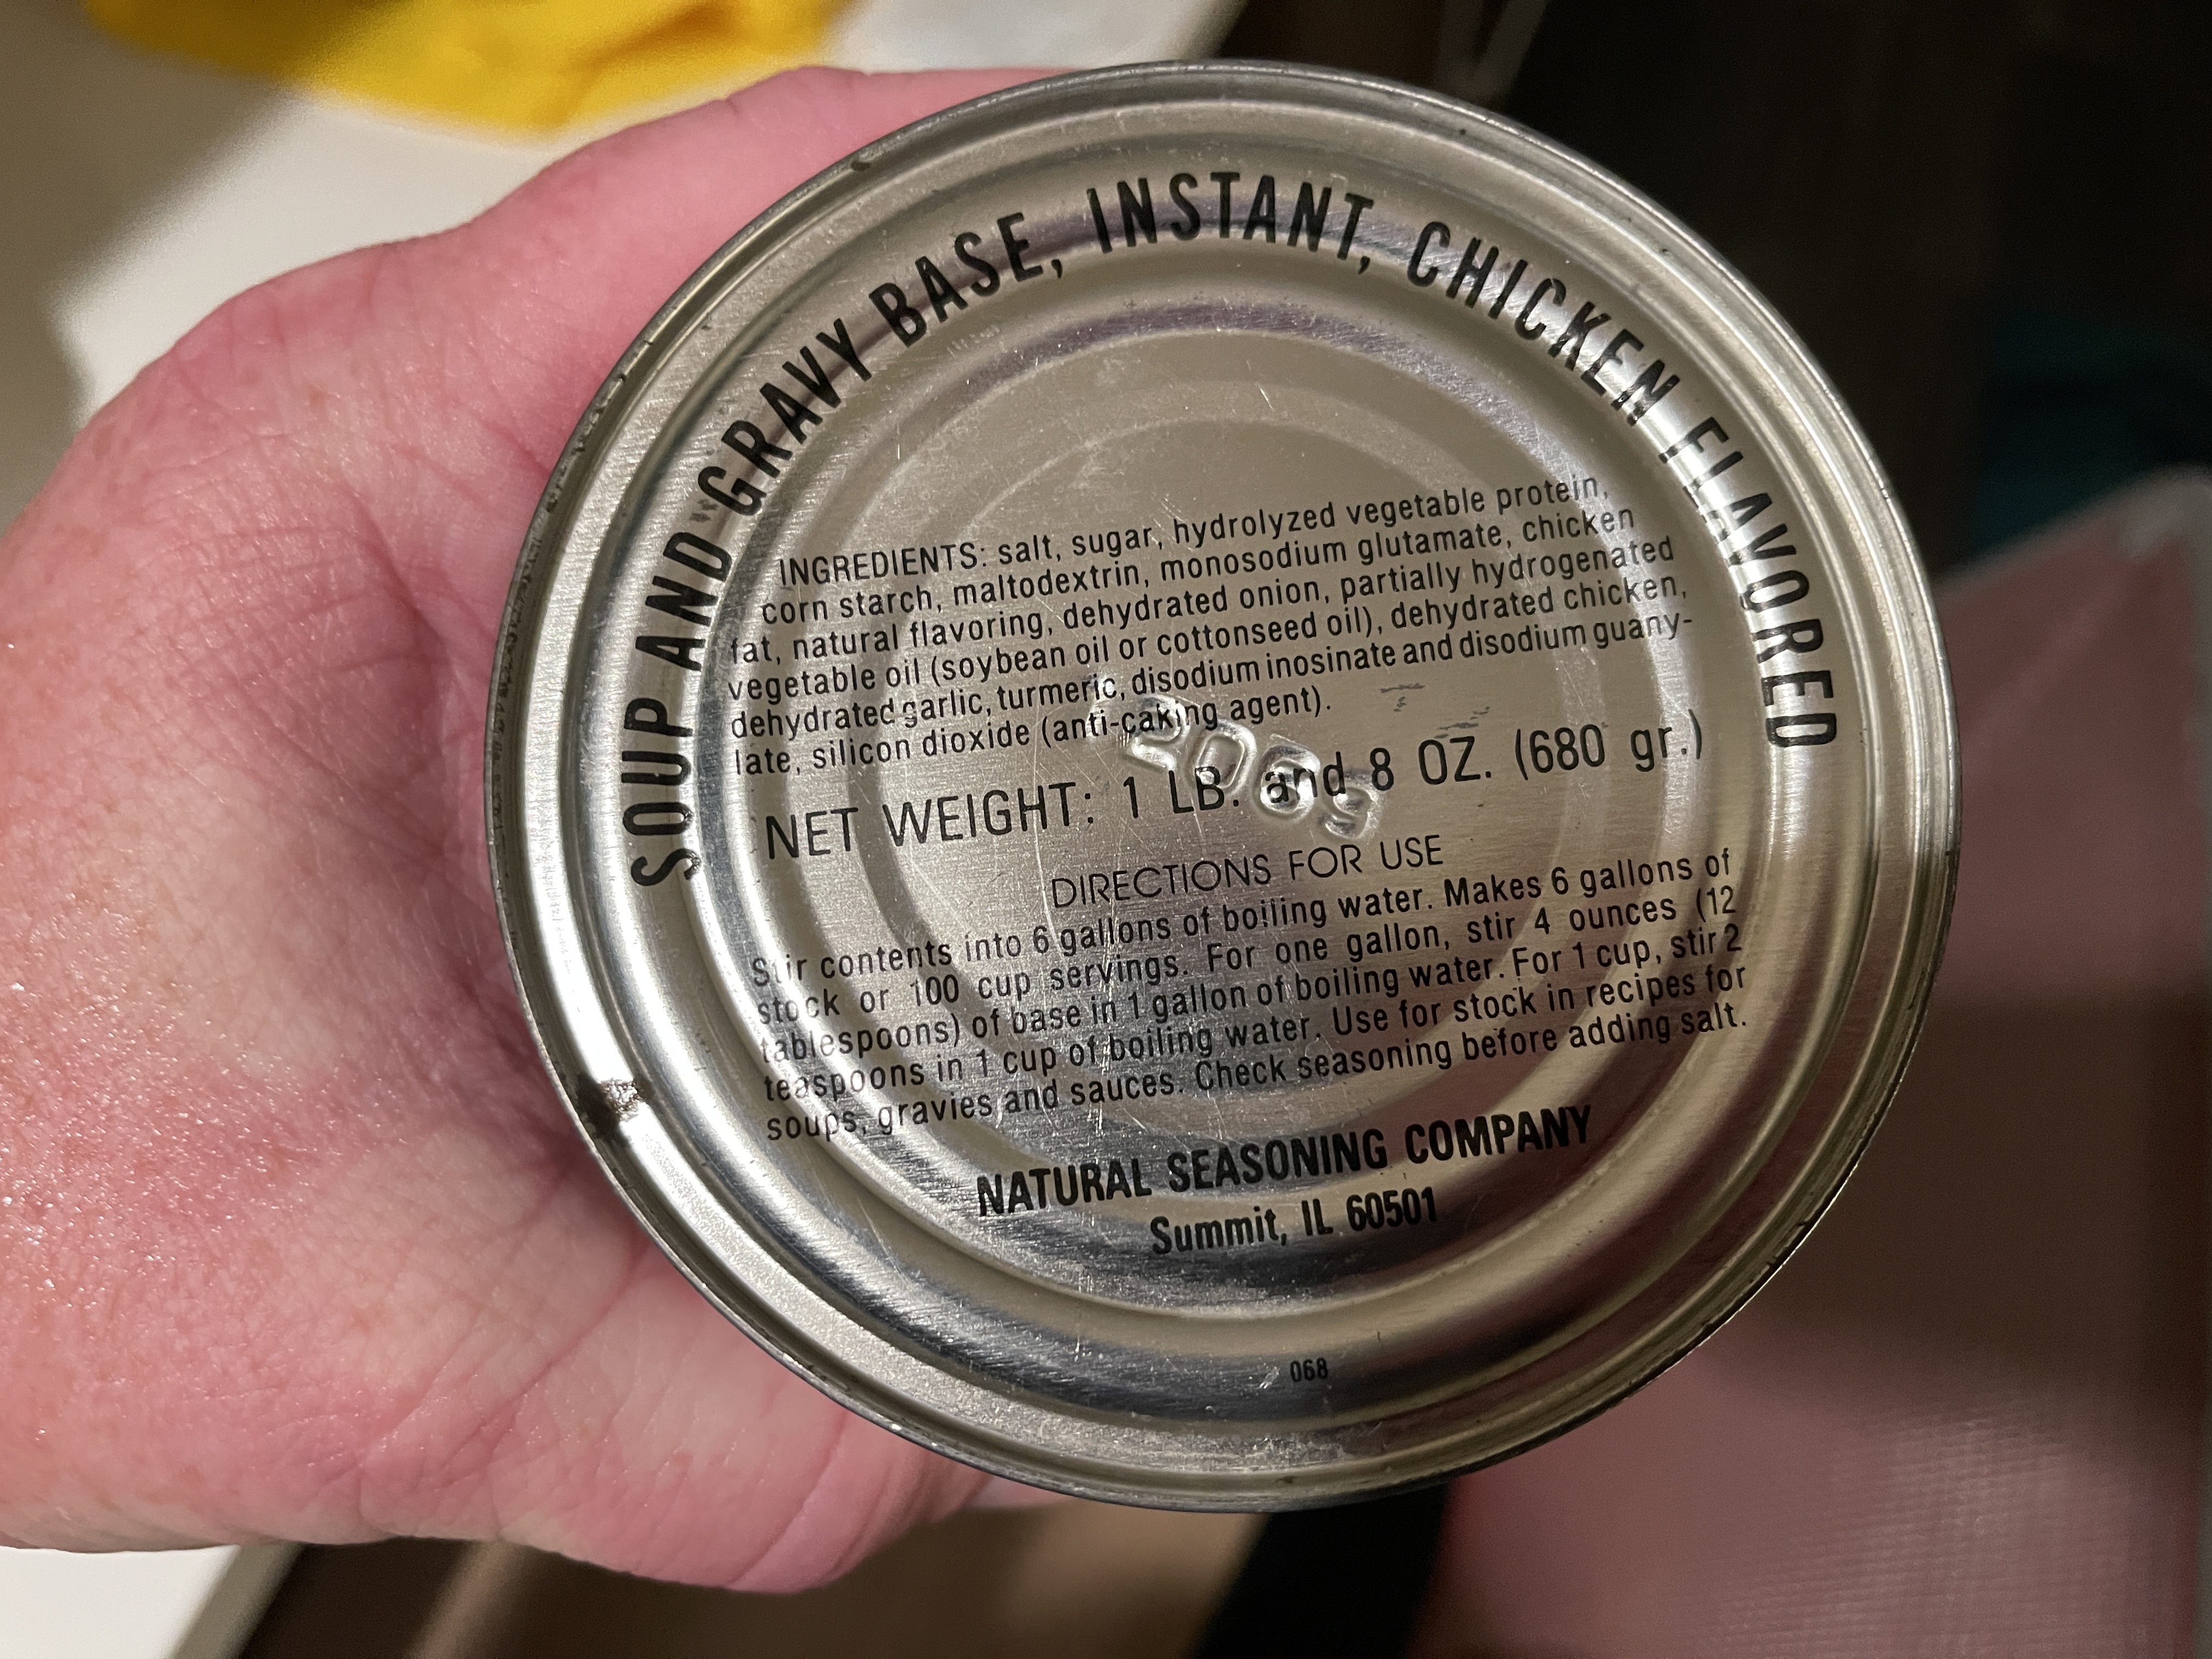 SOUP AND GRAVY BASE, INSTANT, CHICKEN FLAVORED
INGREDIENTS: salt, sugar, hydrolyzed vegetable protein,
corn starch, maltodextrin, monosodium glutamate, chicken
fat, natural flavoring, dehydrated onion, partially hydrogenated
vegetable oil (soybean oil or cottonseed oil), dehydrated chicken,
dehydrated garlic, turmeric, disodium inosinate and disodium guany-
late, silicon dioxide (anti-caking agent).
NET WEIGHT: 1 LB. and 8 OZ. (680 gr.)
DIRECTIONS FOR USE
Stir contents into 6 gallons of boiling water. Makes 6 gallons of
stock or 100 cup servings. For one gallon, stir 4 ounces (12
tablespoons) of base in 1 gallon of boiling water. For 1 cup, stir 2
teaspoons in 1 cup of boiling water. Use for stock in recipes for
soups, gravies and sauces. Check seasoning before adding salt.
NATURAL SEASONING COMPANY
Summit, IL 60501
068